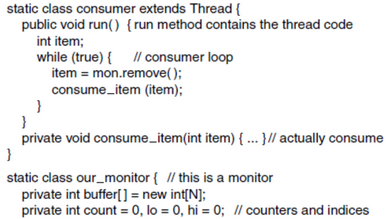 static class consumer extends Thread {
public void run( ) { run method contains the thread code
int item;
while (true) { // consumer loop
item = mon.remove( );
consume_item (item);
}
}
private void consume_item(int item) { ... } // actually consume
}
static class our_monitor { // this is a monitor
private int buffer[ ] = new int[N];
private int count = 0, lo = 0, hi = 0; // counters and indices